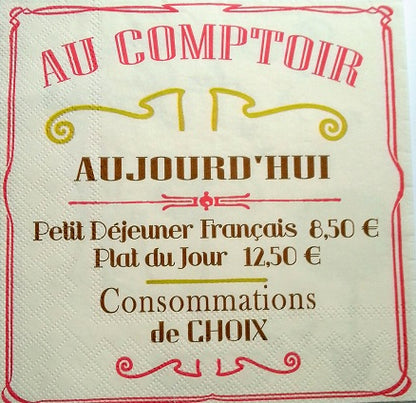 AU COMPTOIR
AUJOURD'HUI
Petit Déjeuner Français 8,50 €
Plat du Jour 12,50 €
Consommations
de CHOIX